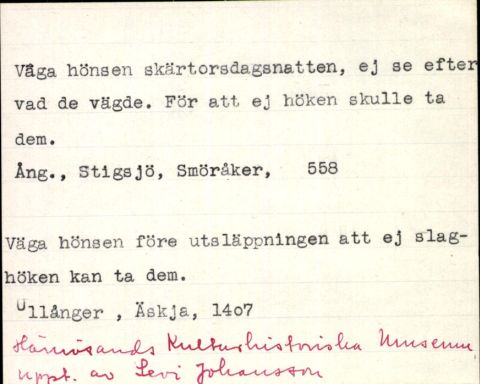 Väga hönsen skärtorsdagsnatten, ej se efter
vad de vägde. För att ej höken skulle ta
dem.
Ång., Stigsjö, Smöråker, 558
Väga hönsen före utsläppningen att ej slag-
höken kan ta dem.
Ullånger , Äskja, 14o7
Härnösands Kulturhistoriska Museum
uppt. av Levi Johansson